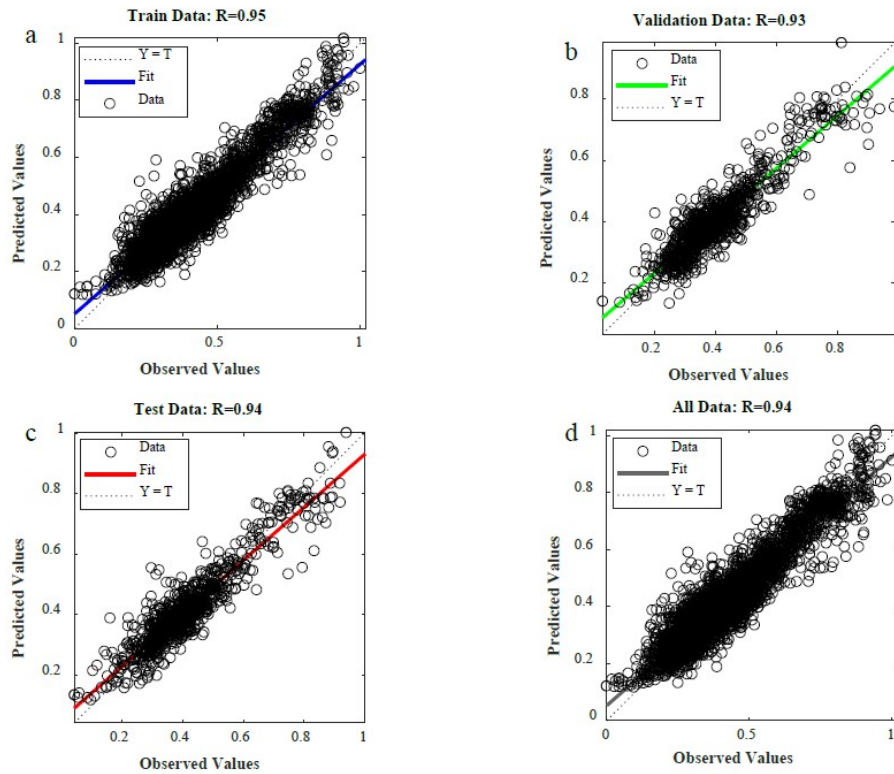 Train Data: R=0.95
a
1
0.8
0.6
0.4
0.2
0
Y = T
Fit
Data
Predicted Values
0
0.5
1
Observed Values
Validation Data: R=0.93
b
0.8
0.6
0.4
0.2
Data
Fit
Y = T
Predicted Values
0.2
0.4
0.6
0.8
Observed Values
Test Data: R=0.94
c
1
0.8
0.6
0.4
0.2
Data
Fit
Y = T
Predicted Values
0.2
0.4
0.6
0.8
1
Observed Values
All Data: R=0.94
d
1
0.8
0.6
0.4
0.2
0
Data
Fit
Y = T
Predicted Values
0
0.5
1
Observed Values